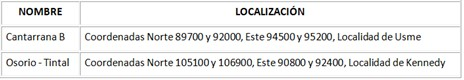 NOMBRE LOCALIZACIÓN
Cantarrana B Coordenadas Norte 89700 y 92000, Este 94500 y 95200, Localidad de Usme
Osorio - Tintal Coordenadas Norte 105100 y 106900, Este 90800 y 92400, Localidad de Kennedy